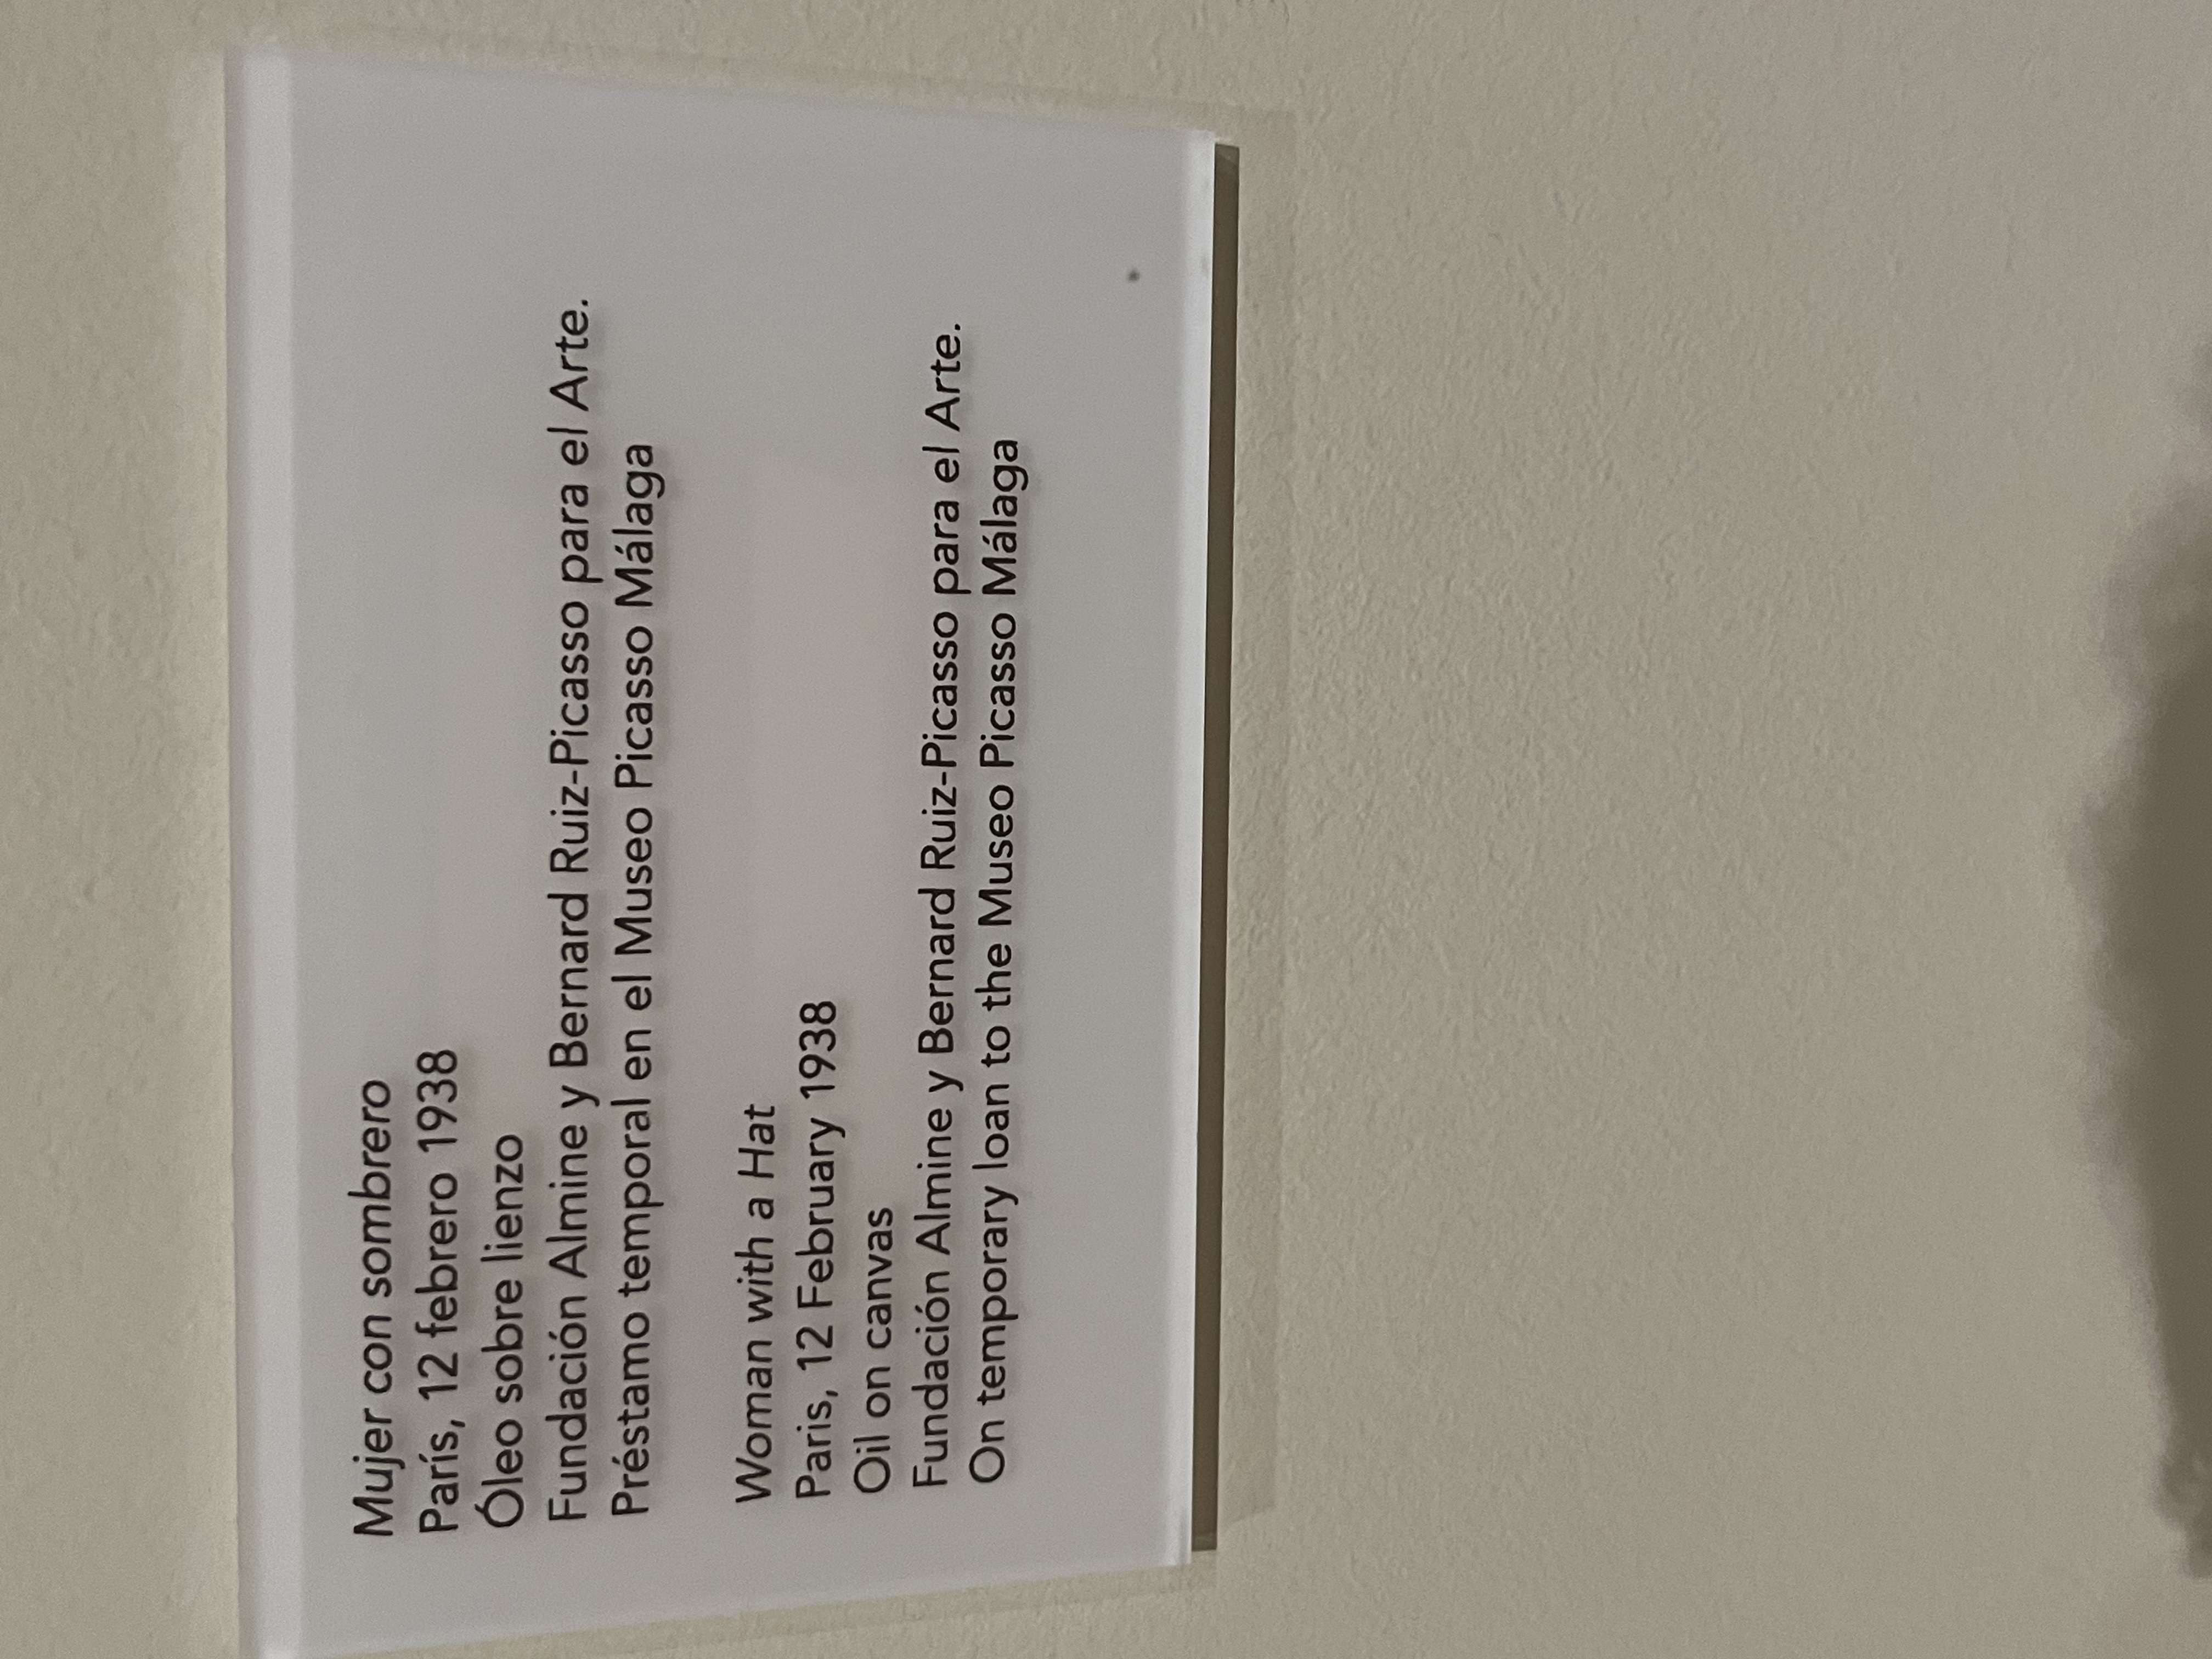 Mujer con sombrero
París, 12 febrero 1938
Óleo sobre lienzo
Fundación Almine y Bernard Ruiz-Picasso para el Arte.
Préstamo temporal en el Museo Picasso Málaga
Woman with a Hat
Paris, 12 February 1938
Oil on canvas
Fundación Almine y Bernard Ruiz-Picasso para el Arte.
On temporary loan to the Museo Picasso Málaga